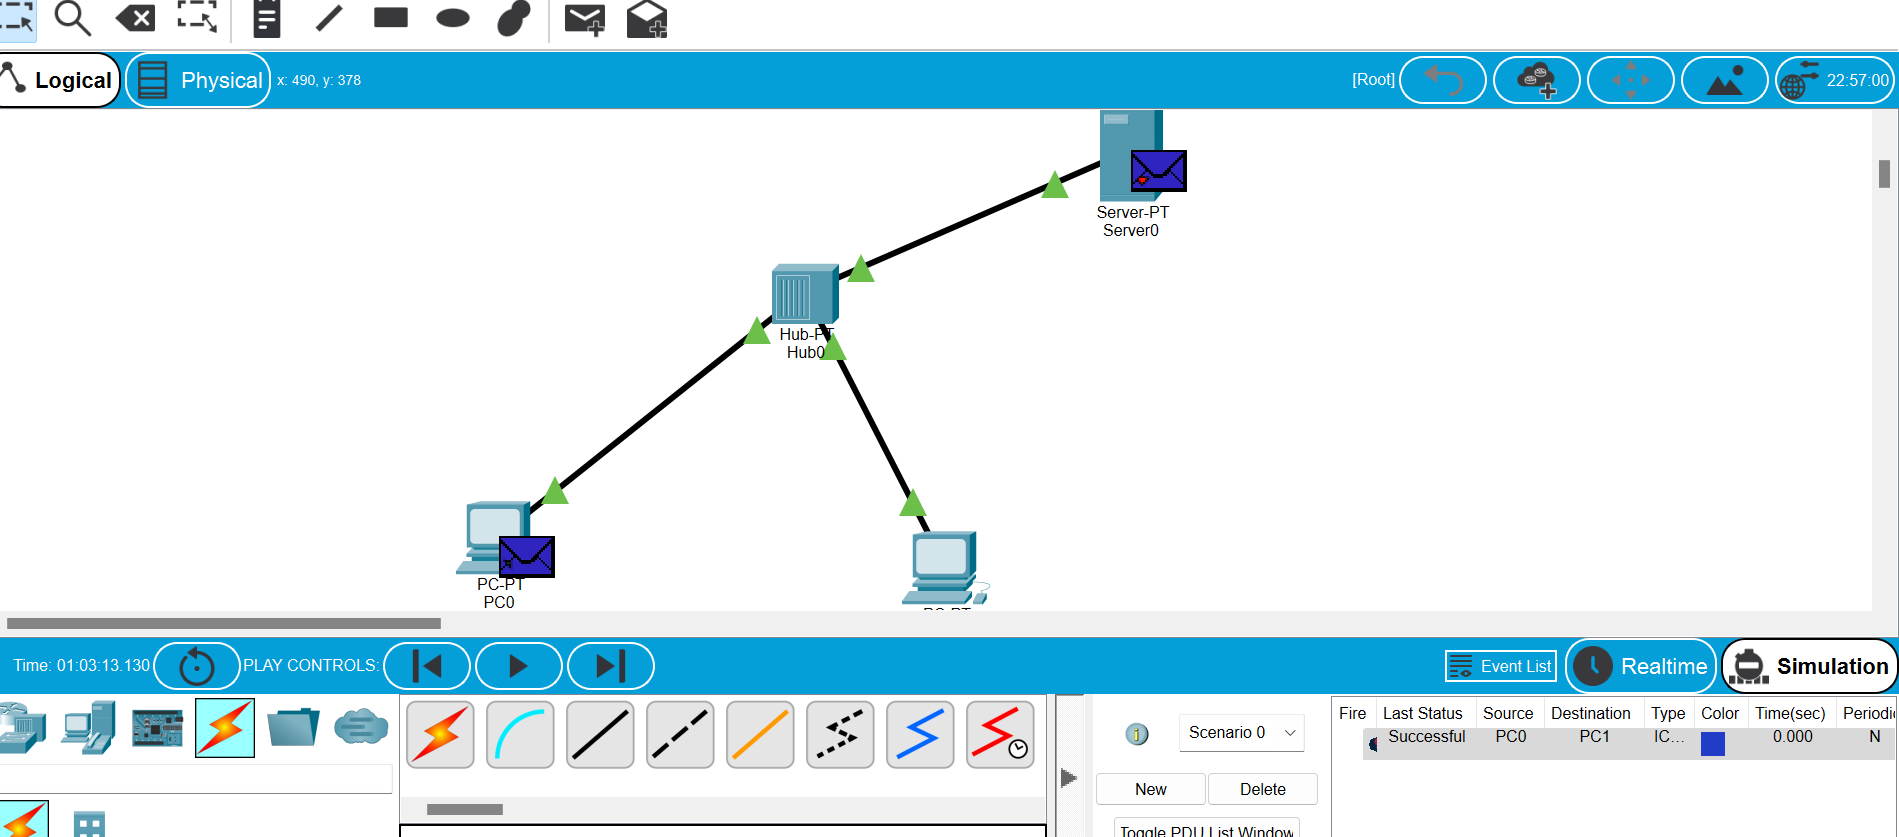 Logical
Physical
x: 490, y: 378
[Root]
22:57:00
Server-PT
Server0
Hub-PT
Hub0
PC-PT
PC0
PC-PT
Time: 01:03:13.130
PLAY CONTROLS:
Event List
Realtime
Simulation
Scenario 0
New
Delete
Toggle PDU List Window
Fire Last Status Source Destination Type Color Time(sec) Periodic
Successful PC0 PC1 IC... 0.000 N